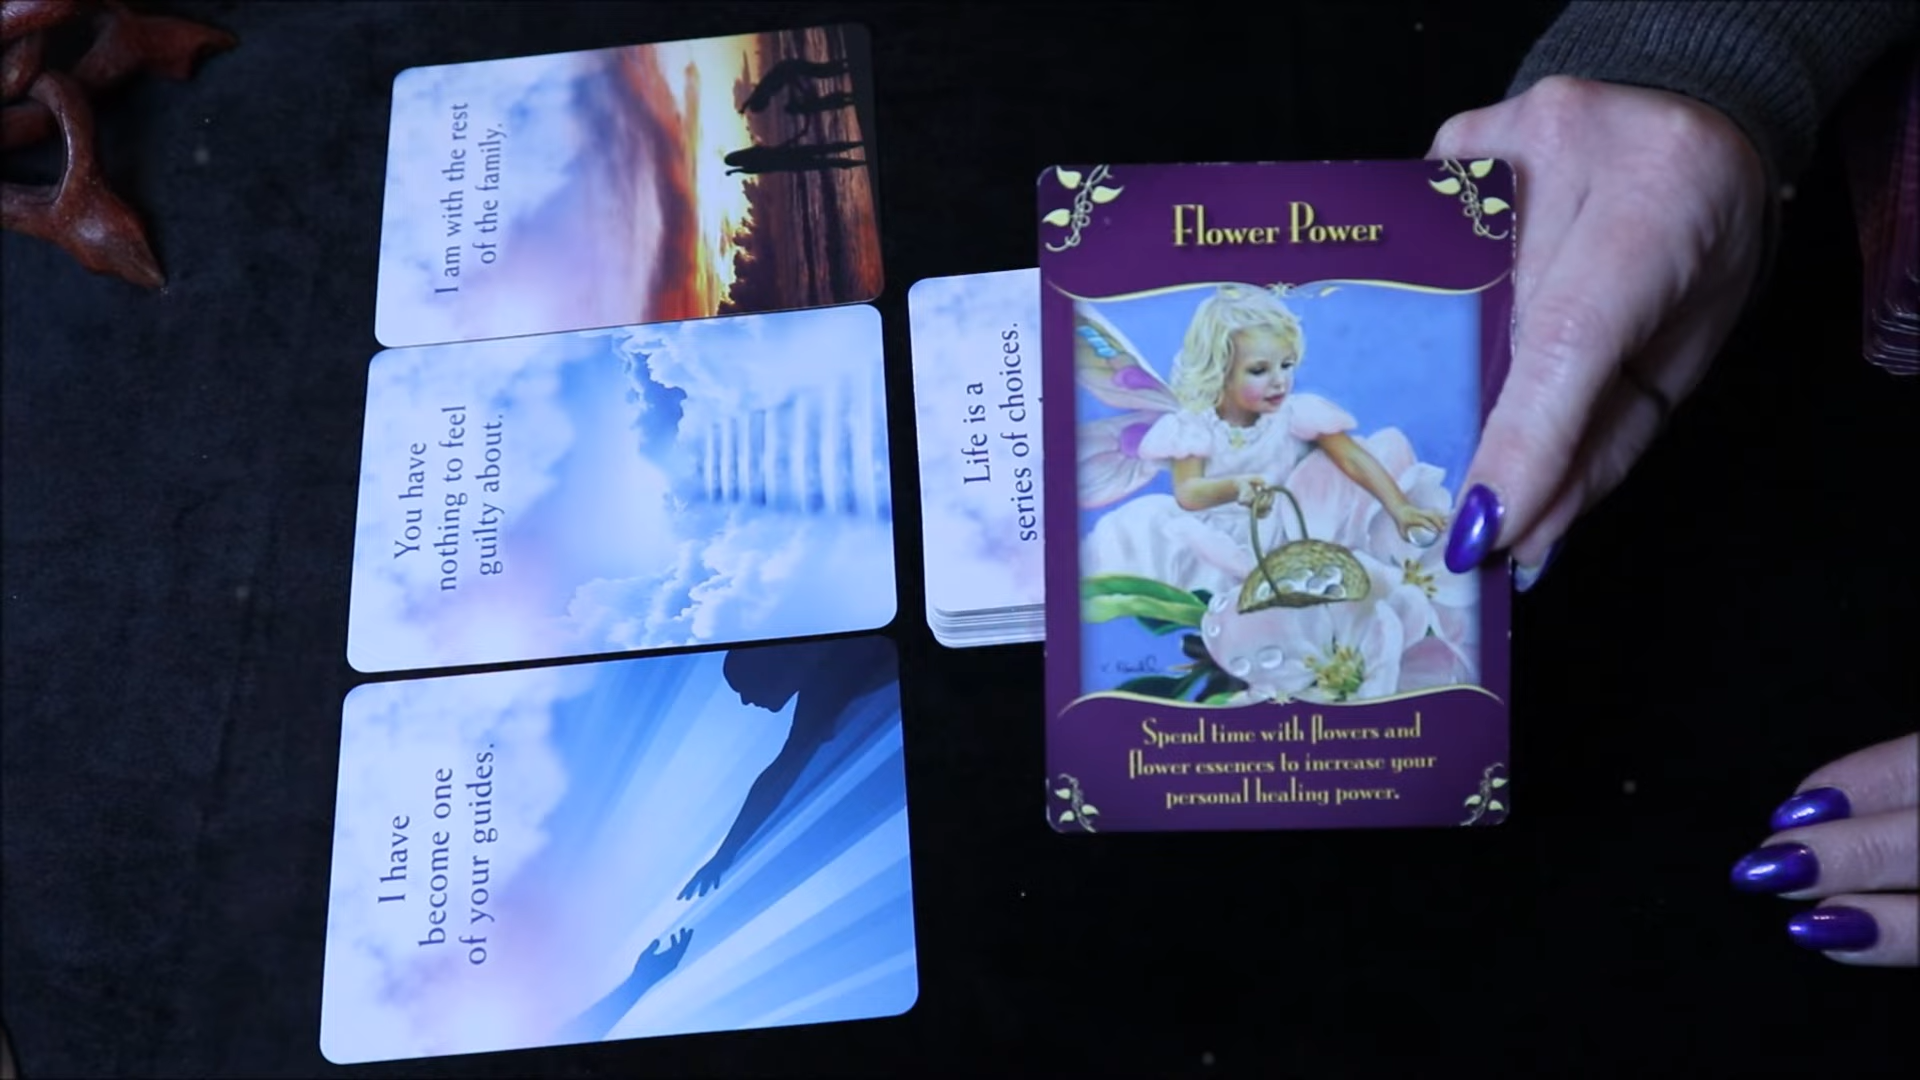 I am with the rest
of the family.
You have
nothing to feel
guilty about.
I have
become one
of your guides.
Life is a
series of choices.
Flower Power
Spend time with flowers and
flower essences to increase your
personal healing power.